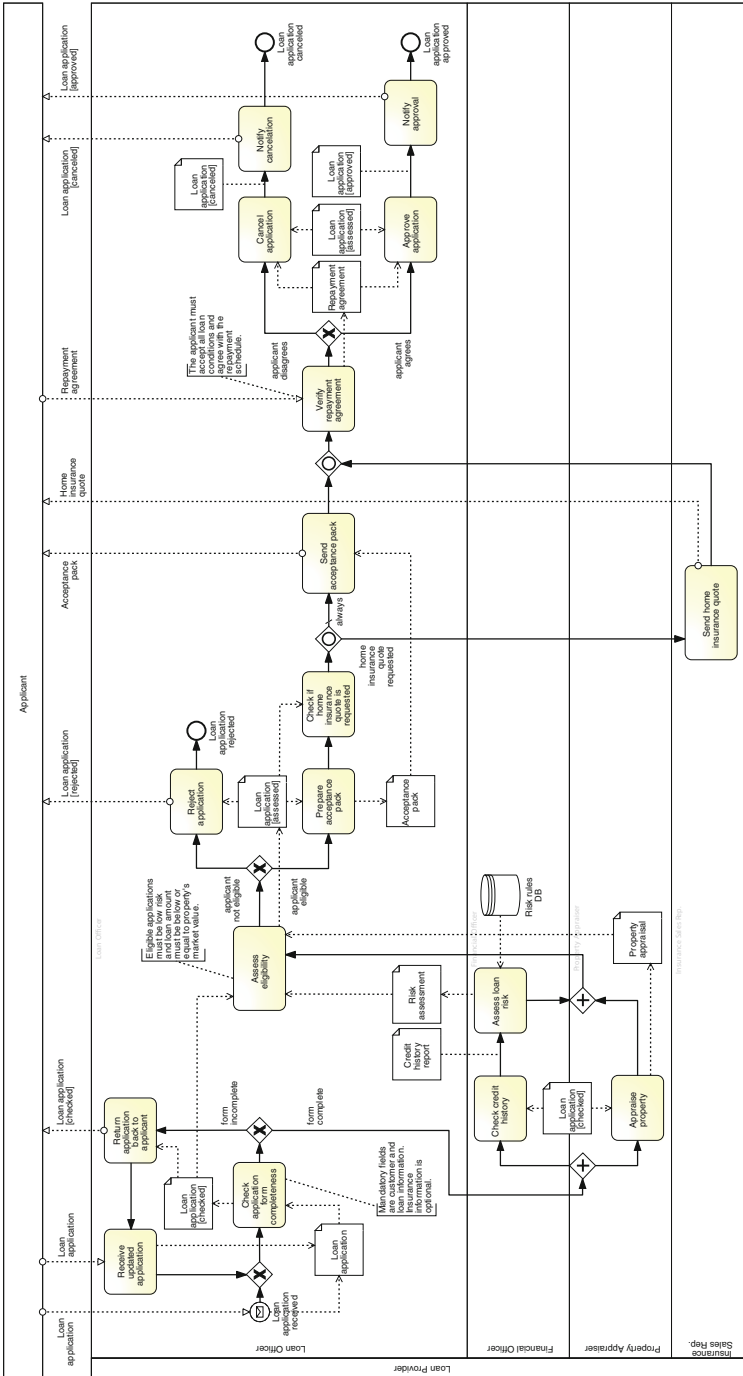 Applicant
Loan Provider
Loan Officer
Financial Officer
Property Appraiser
Insurance
Sales Rep.
Loan Officer
Financial Officer
Property Appraiser
Insurance Sales Rep.
Loan
application
Loan
application
Loan application
[checked]
Loan application
[rejected]
Acceptance
pack
Home
insurance
quote
Repayment
agreement
Loan application
[canceled]
Loan application
[approved]
Loan
application
received
Receive
updated
application
Return
application
back to
applicant
Loan
application
[checked]
Check
application
form
completeness
Loan
application
Mandatory fields
are customer and
loan information.
Insurance
information is
optional.
form
incomplete
form
complete
Check credit
history
Loan
application
[checked]
Appraise
property
Credit
history
report
Assess loan
risk
Risk
assessment
Risk rules
DB
Property
appraisal
Eligible applications
must be low risk
and loan amount
must be below or
equal to property's
market value.
Assess
eligibility
applicant
not eligible
applicant
eligible
Reject
application
Loan
application
rejected
Loan
application
[assessed]
Prepare
acceptance
pack
Acceptance
pack
Check if
home
insurance
quote is
requested
always
home
insurance
quote
requested
Send
acceptance pack
Send home
insurance quote
The applicant must
accept all loan
conditions and
agree with the
repayment
schedule.
Verify
repayment
agreement
applicant
disagrees
applicant
agrees
Repayment
agreement
Loan
application
[assessed]
Cancel
application
Loan
application
[canceled]
Notify
cancelation
Loan
application
canceled
Approve
application
Loan
application
[approved]
Notify
approval
Loan
application
approved